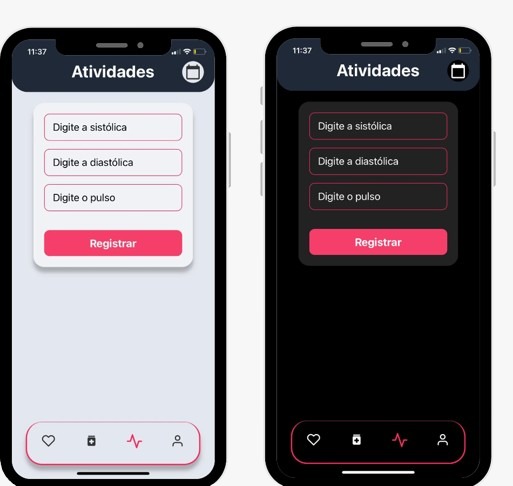 11:37
Atividades
Digite a sistólica
Digite a diastólica
Digite o pulso
Registrar
11:37
Atividades
Digite a sistólica
Digite a diastólica
Digite o pulso
Registrar